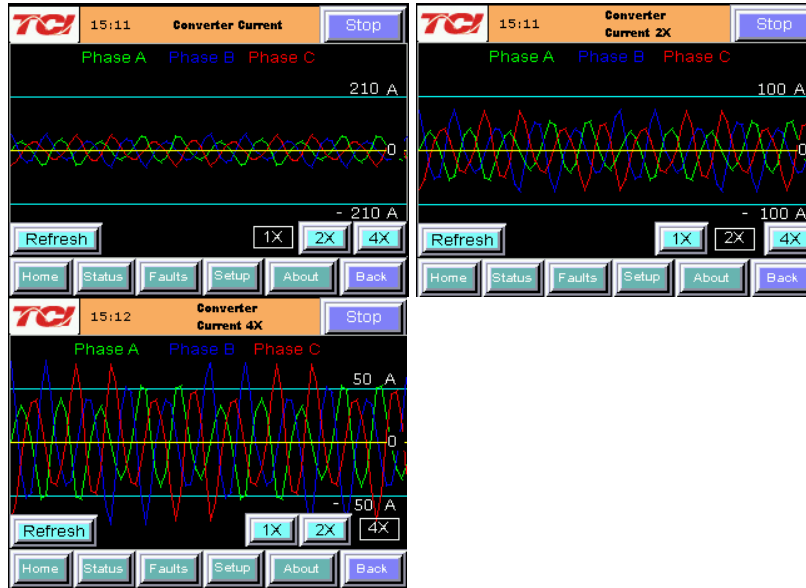 TCI 15:11 Converter Current Stop
Phase A Phase B Phase C
210 A
0
- 210 A
Refresh 1X 2X 4X
Home Status Faults Setup About Back
TCI 15:11 Converter Current 2X Stop
Phase A Phase B Phase C
100 A
0
- 100 A
Refresh 1X 2X 4X
Home Status Faults Setup About Back
TCI 15:12 Converter Current 4X Stop
Phase A Phase B Phase C
50 A
0
- 50 A
Refresh 1X 2X 4X
Home Status Faults Setup About Back